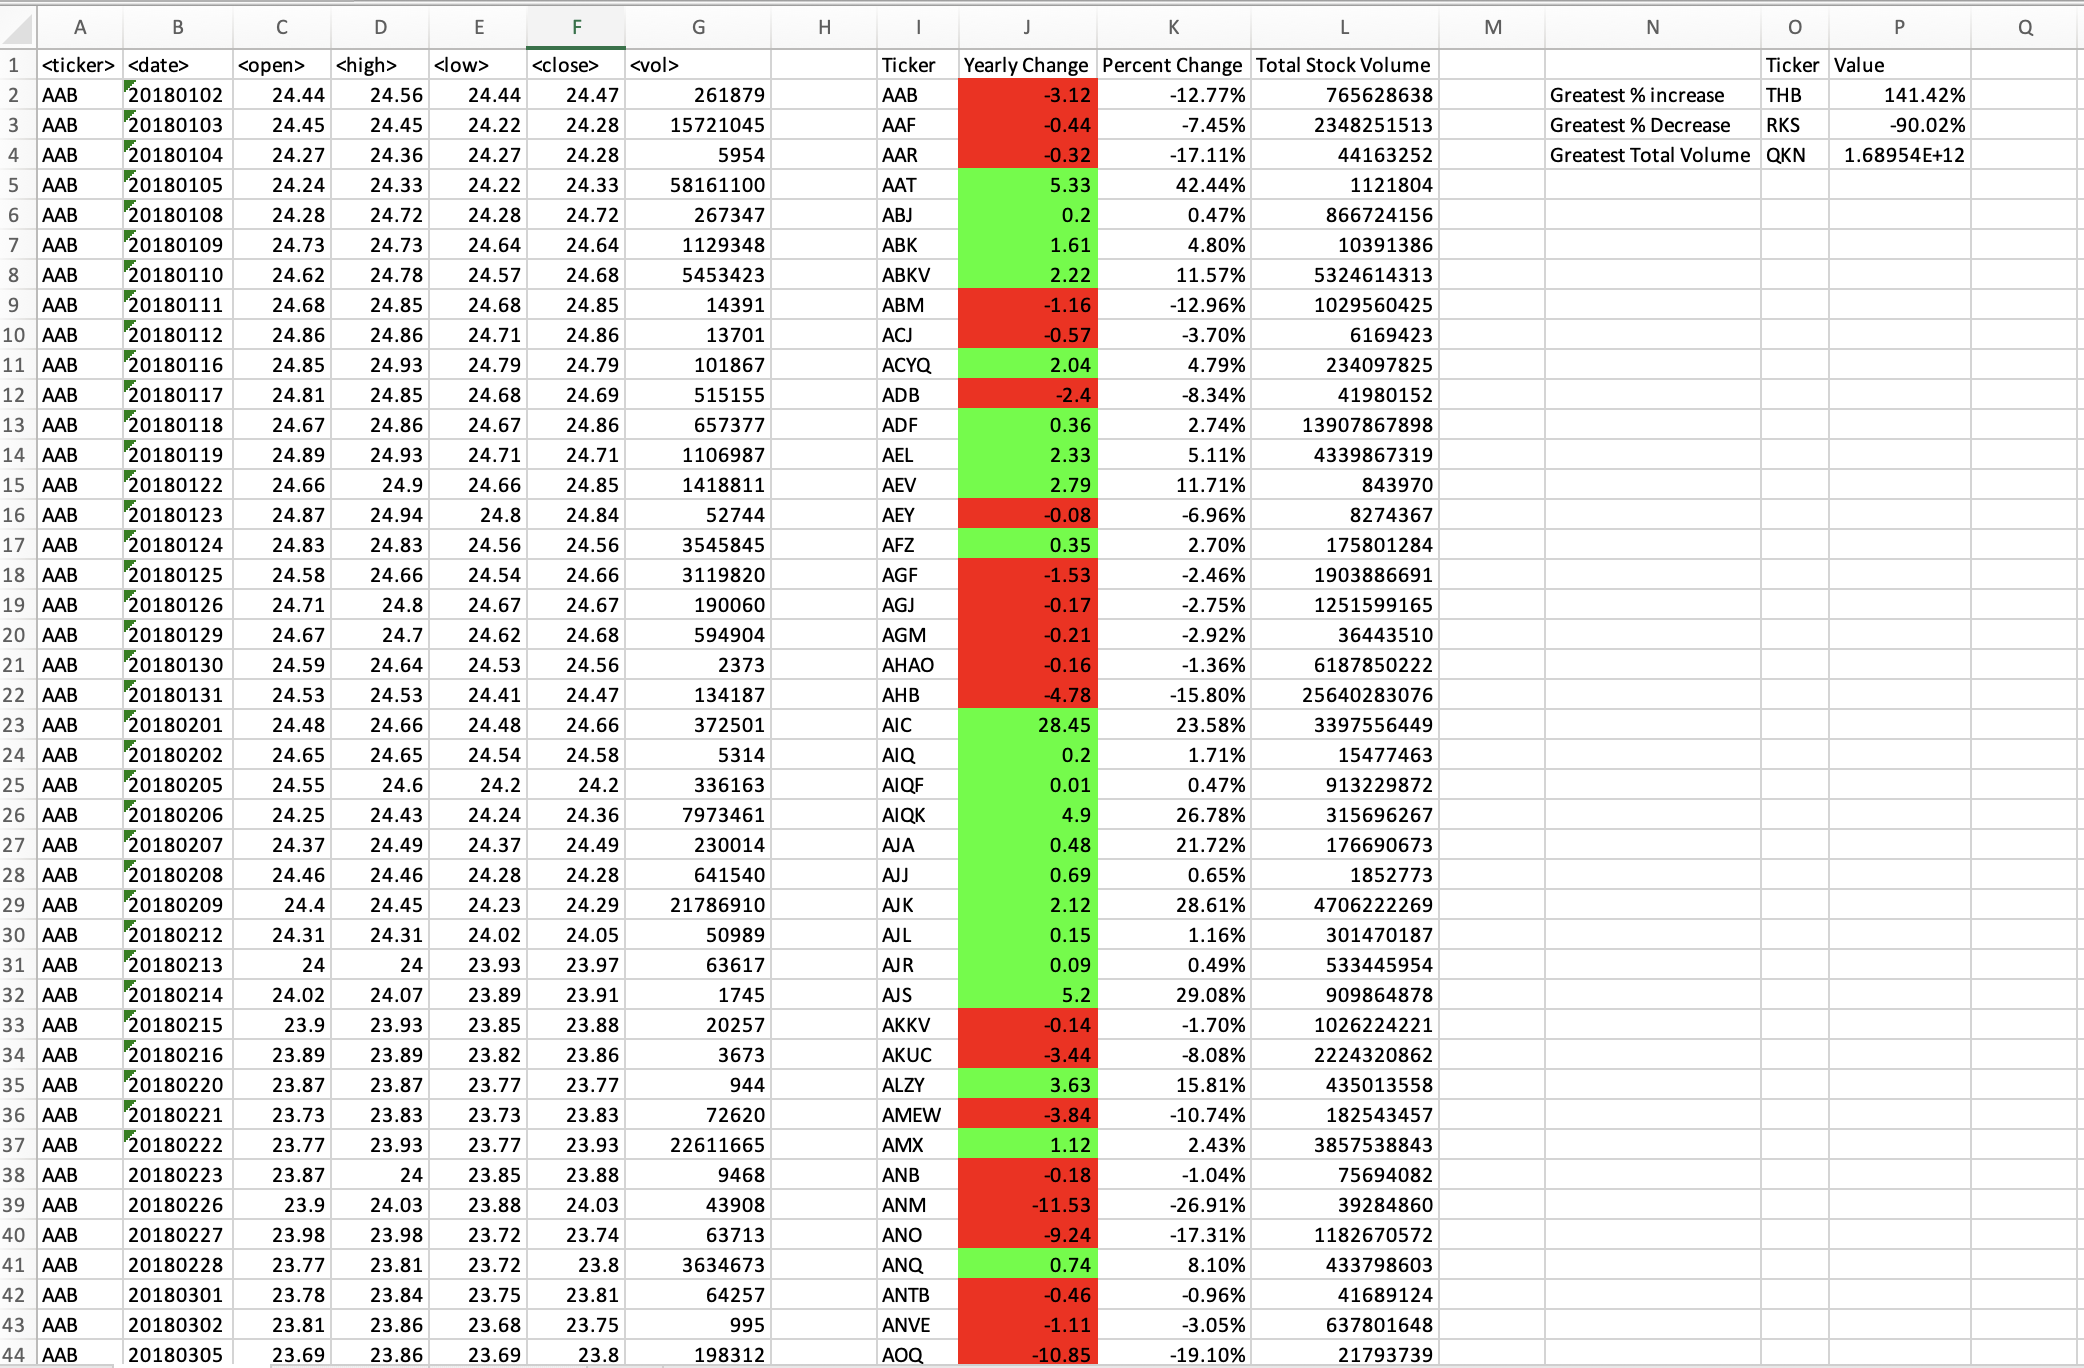 A B C D E F G H I J K L M N O P Q
1 <ticker> <date> <open> <high> <low> <close> <vol> Ticker Yearly Change Percent Change Total Stock Volume Ticker Value
2 AAB 20180102 24.44 24.56 24.44 24.47 261879 AAB -3.12 -12.77% 765628638 Greatest % increase THB 141.42%
3 AAB 20180103 24.45 24.45 24.22 24.28 15721045 AAF -0.44 -7.45% 2348251513 Greatest % Decrease RKS -90.02%
4 AAB 20180104 24.27 24.36 24.27 24.28 5954 AAR -0.32 -17.11% 44163252 Greatest Total Volume QKN 1.68954E+12
5 AAB 20180105 24.24 24.33 24.22 24.33 58161100 AAT 5.33 42.44% 1121804
6 AAB 20180108 24.28 24.72 24.28 24.72 267347 ABJ 0.2 0.47% 866724156
7 AAB 20180109 24.73 24.73 24.64 24.64 1129348 ABK 1.61 4.80% 10391386
8 AAB 20180110 24.62 24.78 24.57 24.68 5453423 ABKV 2.22 11.57% 5324614313
9 AAB 20180111 24.68 24.85 24.68 24.85 14391 ABM -1.16 -12.96% 1029560425
10 AAB 20180112 24.86 24.86 24.71 24.86 13701 ACJ -0.57 -3.70% 6169423
11 AAB 20180116 24.85 24.93 24.79 24.79 101867 ACYQ 2.04 4.79% 234097825
12 AAB 20180117 24.81 24.85 24.68 24.69 515155 ADB -2.4 -8.34% 41980152
13 AAB 20180118 24.67 24.86 24.67 24.86 657377 ADF 0.36 2.74% 13907867898
14 AAB 20180119 24.89 24.93 24.71 24.71 1106987 AEL 2.33 5.11% 4339867319
15 AAB 20180122 24.66 24.9 24.66 24.85 1418811 AEV 2.79 11.71% 843970
16 AAB 20180123 24.87 24.94 24.8 24.84 52744 AEY -0.08 -6.96% 8274367
17 AAB 20180124 24.83 24.83 24.56 24.56 3545845 AFZ 0.35 2.70% 175801284
18 AAB 20180125 24.58 24.66 24.54 24.66 3119820 AGF -1.53 -2.46% 1903886691
19 AAB 20180126 24.71 24.8 24.67 24.67 190060 AGJ -0.17 -2.75% 1251599165
20 AAB 20180129 24.67 24.7 24.62 24.68 594904 AGM -0.21 -2.92% 36443510
21 AAB 20180130 24.59 24.64 24.53 24.56 2373 AHAO -0.16 -1.36% 6187850222
22 AAB 20180131 24.53 24.53 24.41 24.47 134187 AHB -4.78 -15.80% 25640283076
23 AAB 20180201 24.48 24.66 24.48 24.66 372501 AIC 28.45 23.58% 3397556449
24 AAB 20180202 24.65 24.65 24.54 24.58 5314 AIQ 0.2 1.71% 15477463
25 AAB 20180205 24.55 24.6 24.2 24.2 336163 AIQF 0.01 0.47% 913229872
26 AAB 20180206 24.25 24.43 24.24 24.36 7973461 AIQK 4.9 26.78% 315696267
27 AAB 20180207 24.37 24.49 24.37 24.49 230014 AJA 0.48 21.72% 176690673
28 AAB 20180208 24.46 24.46 24.28 24.28 641540 AJJ 0.69 0.65% 1852773
29 AAB 20180209 24.4 24.45 24.23 24.29 21786910 AJK 2.12 28.61% 4706222269
30 AAB 20180212 24.31 24.31 24.02 24.05 50989 AJL 0.15 1.16% 301470187
31 AAB 20180213 24 24 23.93 23.97 63617 AJR 0.09 0.49% 533445954
32 AAB 20180214 24.02 24.07 23.89 23.91 1745 AJS 5.2 29.08% 909864878
33 AAB 20180215 23.9 23.93 23.85 23.88 20257 AKKV -0.14 -1.70% 1026224221
34 AAB 20180216 23.89 23.89 23.82 23.86 3673 AKUC -3.44 -8.08% 2224320862
35 AAB 20180220 23.87 23.87 23.77 23.77 944 ALZY 3.63 15.81% 435013558
36 AAB 20180221 23.73 23.83 23.73 23.83 72620 AMEW -3.84 -10.74% 182543457
37 AAB 20180222 23.77 23.93 23.77 23.93 22611665 AMX 1.12 2.43% 3857538843
38 AAB 20180223 23.87 24 23.85 23.88 9468 ANB -0.18 -1.04% 75694082
39 AAB 20180226 23.9 24.03 23.88 24.03 43908 ANM -11.53 -26.91% 39284860
40 AAB 20180227 23.98 23.98 23.72 23.74 63713 ANO -9.24 -17.31% 1182670572
41 AAB 20180228 23.77 23.81 23.72 23.8 3634673 ANQ 0.74 8.10% 433798603
42 AAB 20180301 23.78 23.84 23.75 23.81 64257 ANTB -0.46 -0.96% 41689124
43 AAB 20180302 23.81 23.86 23.68 23.75 995 ANVE -1.11 -3.05% 637801648
44 AAB 20180305 23.69 23.86 23.69 23.8 198312 AOQ -10.85 -19.10% 21793739